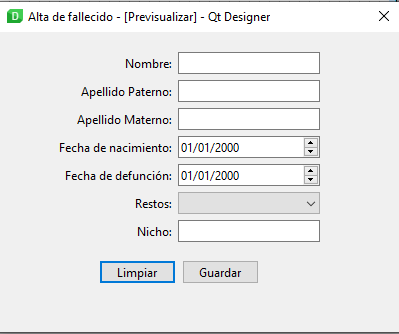 Alta de fallecido - [Previsualizar] - Qt Designer
Nombre:
Apellido Paterno:
Apellido Materno:
Fecha de nacimiento: 01/01/2000
Fecha de defunción: 01/01/2000
Restos:
Nicho:
Limpiar Guardar